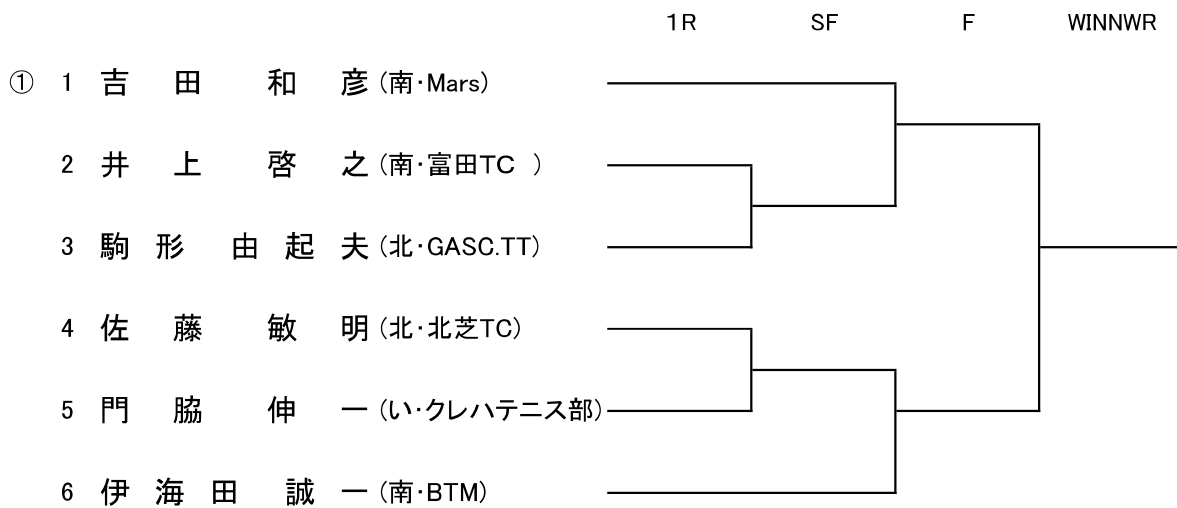 1R SF F WINNWR
① 1 吉田 和彦 (南・Mars)
2 井上 啓之 (南・富田TC )
3 駒形 由起夫 (北・GASC.TT)
4 佐藤 敏明 (北・北芝TC)
5 門脇 伸一 (い・クレハテニス部)
6 伊海田 誠一 (南・BTM)